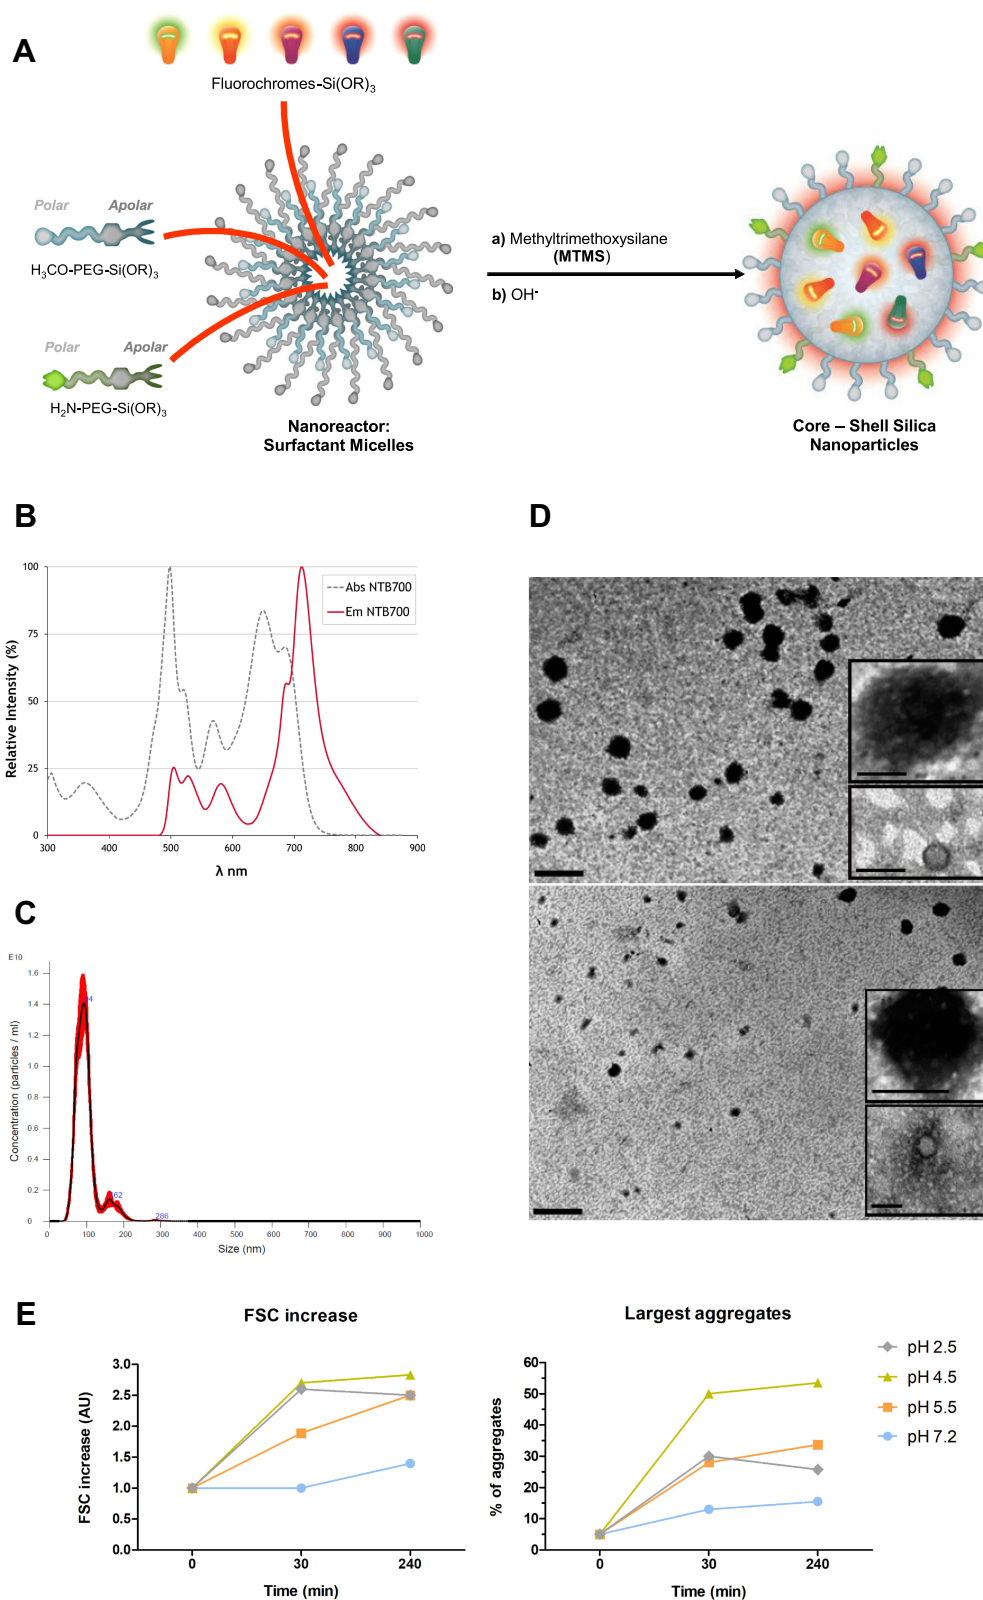 A
Fluorochromes-Si(OR)₃
Polar Apolar
H₃CO-PEG-Si(OR)₃
Polar Apolar
H₂N-PEG-Si(OR)₃
Nanoreactor:
Surfactant Micelles
a) Methyltrimethoxysilane
(MTMS)
b) OH⁻
Core – Shell Silica
Nanoparticles
B
Relative Intensity (%)
100
75
50
25
0
300 400 500 600 700 800 900
λ nm
Abs NTB700
Em NTB700
C
E10
Concentration (particles / ml)
1.6
1.4
1.2
1.0
0.8
0.6
0.4
0.2
0
0 100 200 300 400 500 600 700 800 900 1000
Size (nm)
162
286
D
E
FSC increase
FSC increase (AU)
3.0
2.5
2.0
1.5
1.0
0.5
0.0
0 30 240
Time (min)
Largest aggregates
% of aggregates
60
50
40
30
20
10
0
0 30 240
Time (min)
pH 2.5
pH 4.5
pH 5.5
pH 7.2